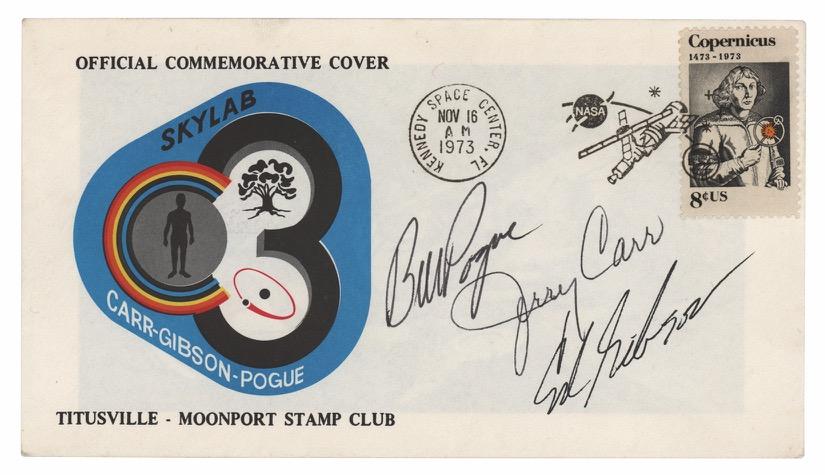 OFFICIAL COMMEMORATIVE COVER
SKYLAB
3
CARR-GIBSON-POGUE
TITUSVILLE - MOONPORT STAMP CLUB
KENNEDY SPACE CENTER, FL
NOV 16
AM
1973
NASA
Copernicus
1473-1973
8¢US
Bill Pogue
Jerry Carr
Ed Gibson